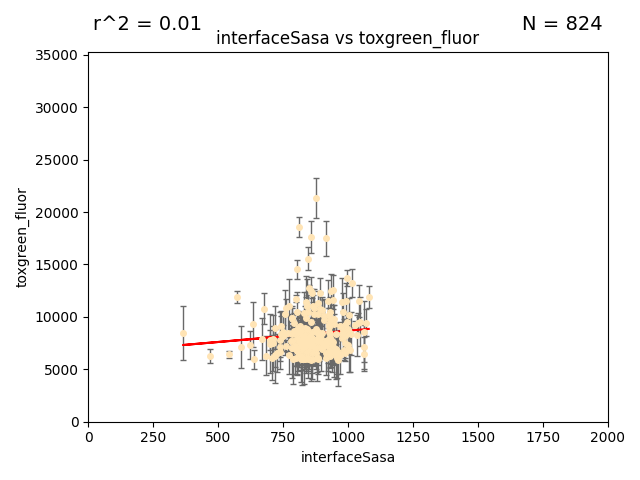 r^2 = 0.01
N = 824
interfaceSasa vs toxgreen_fluor
35000
30000
25000
20000
15000
10000
5000
0
toxgreen_fluor
0 250 500 750 1000 1250 1500 1750 2000
interfaceSasa